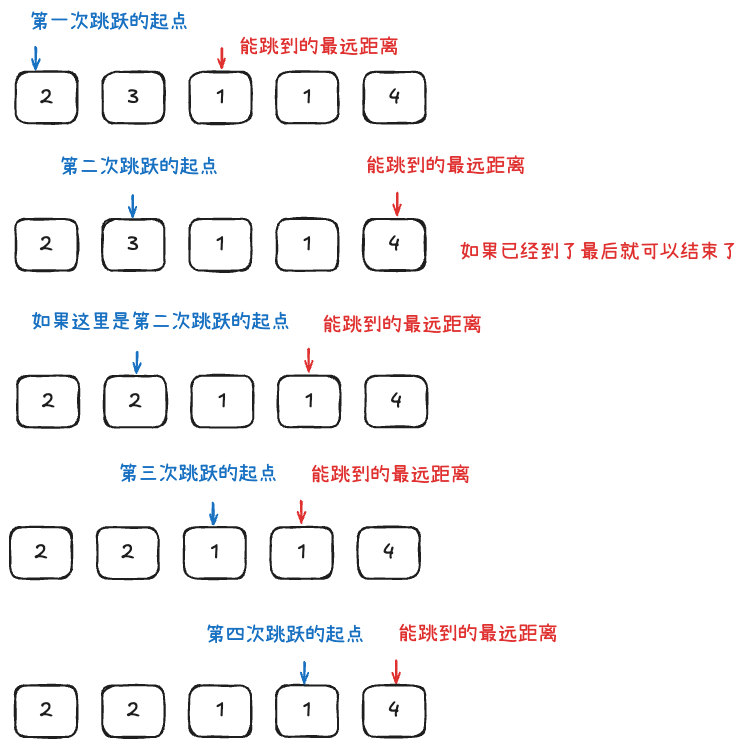 第一次跳跃的起点
能跳到的最远距离
2 3 1 1 4
第二次跳跃的起点 能跳到的最远距离
2 3 1 1 4
如果已经到了最后就可以结束了
如果这里是第二次跳跃的起点 能跳到的最远距离
2 2 1 1 4
第三次跳跃的起点 能跳到的最远距离
2 2 1 1 4
第四次跳跃的起点 能跳到的最远距离
2 2 1 1 4